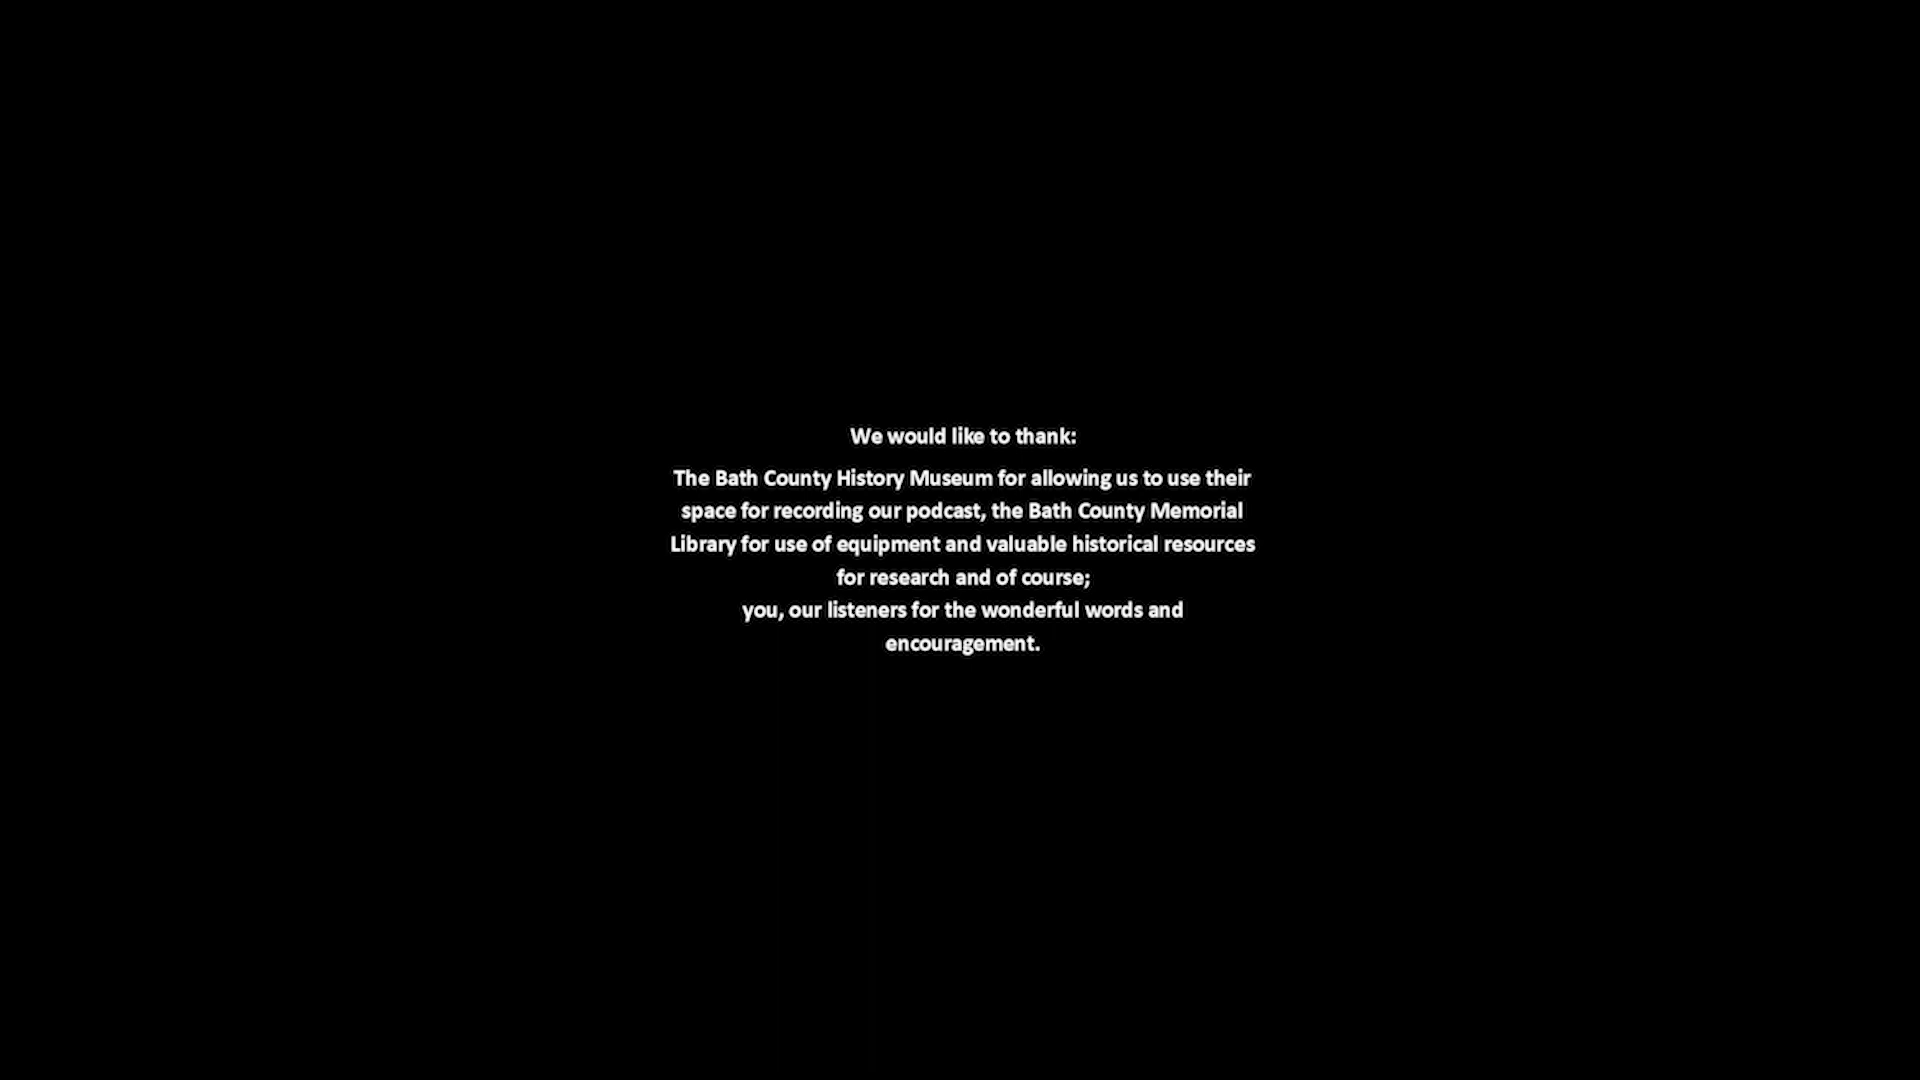 We would like to thank:
The Bath County History Museum for allowing us to use their
space for recording our podcast, the Bath County Memorial
Library for use of equipment and valuable historical resources
for research and of course;
you, our listeners for the wonderful words and
encouragement.